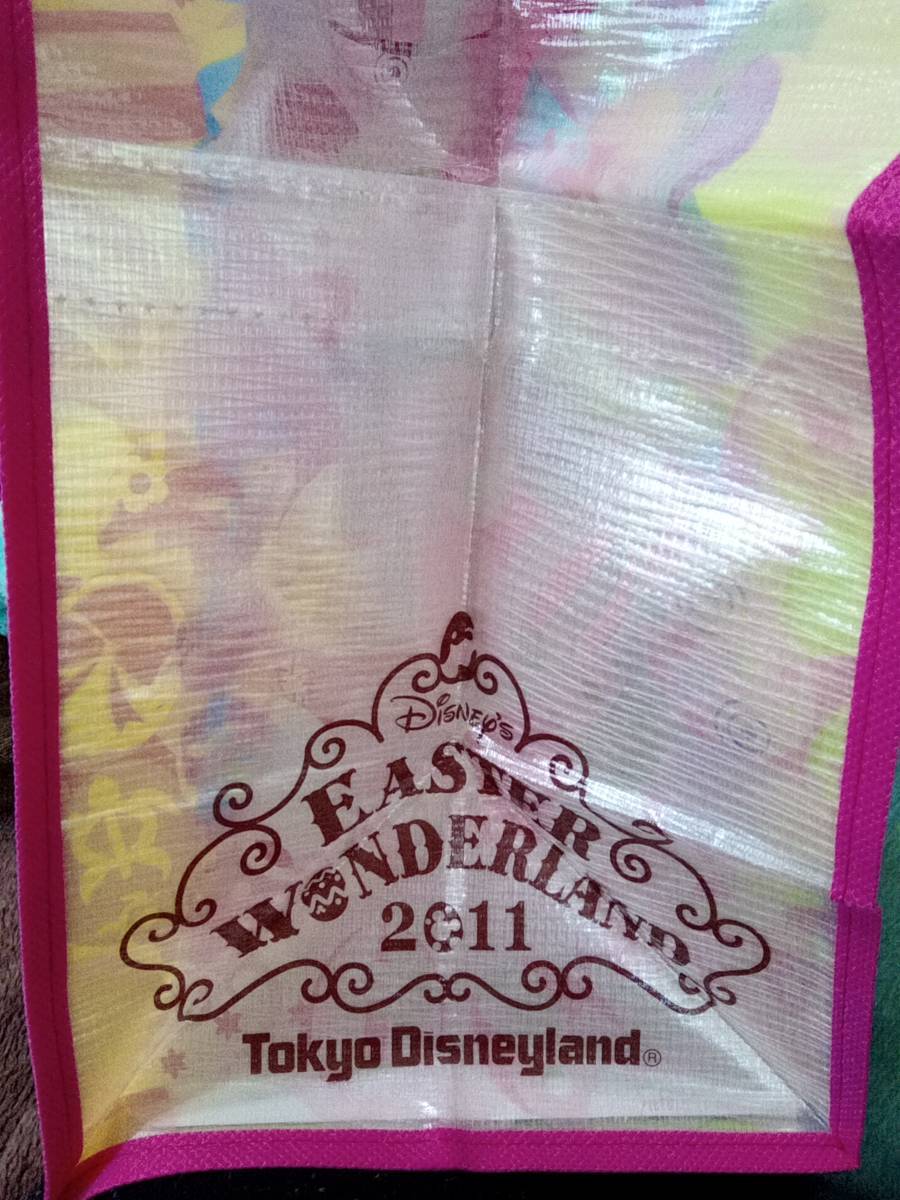 Disney's
EASTER
WONDERLAND
2011
Tokyo Disneyland®